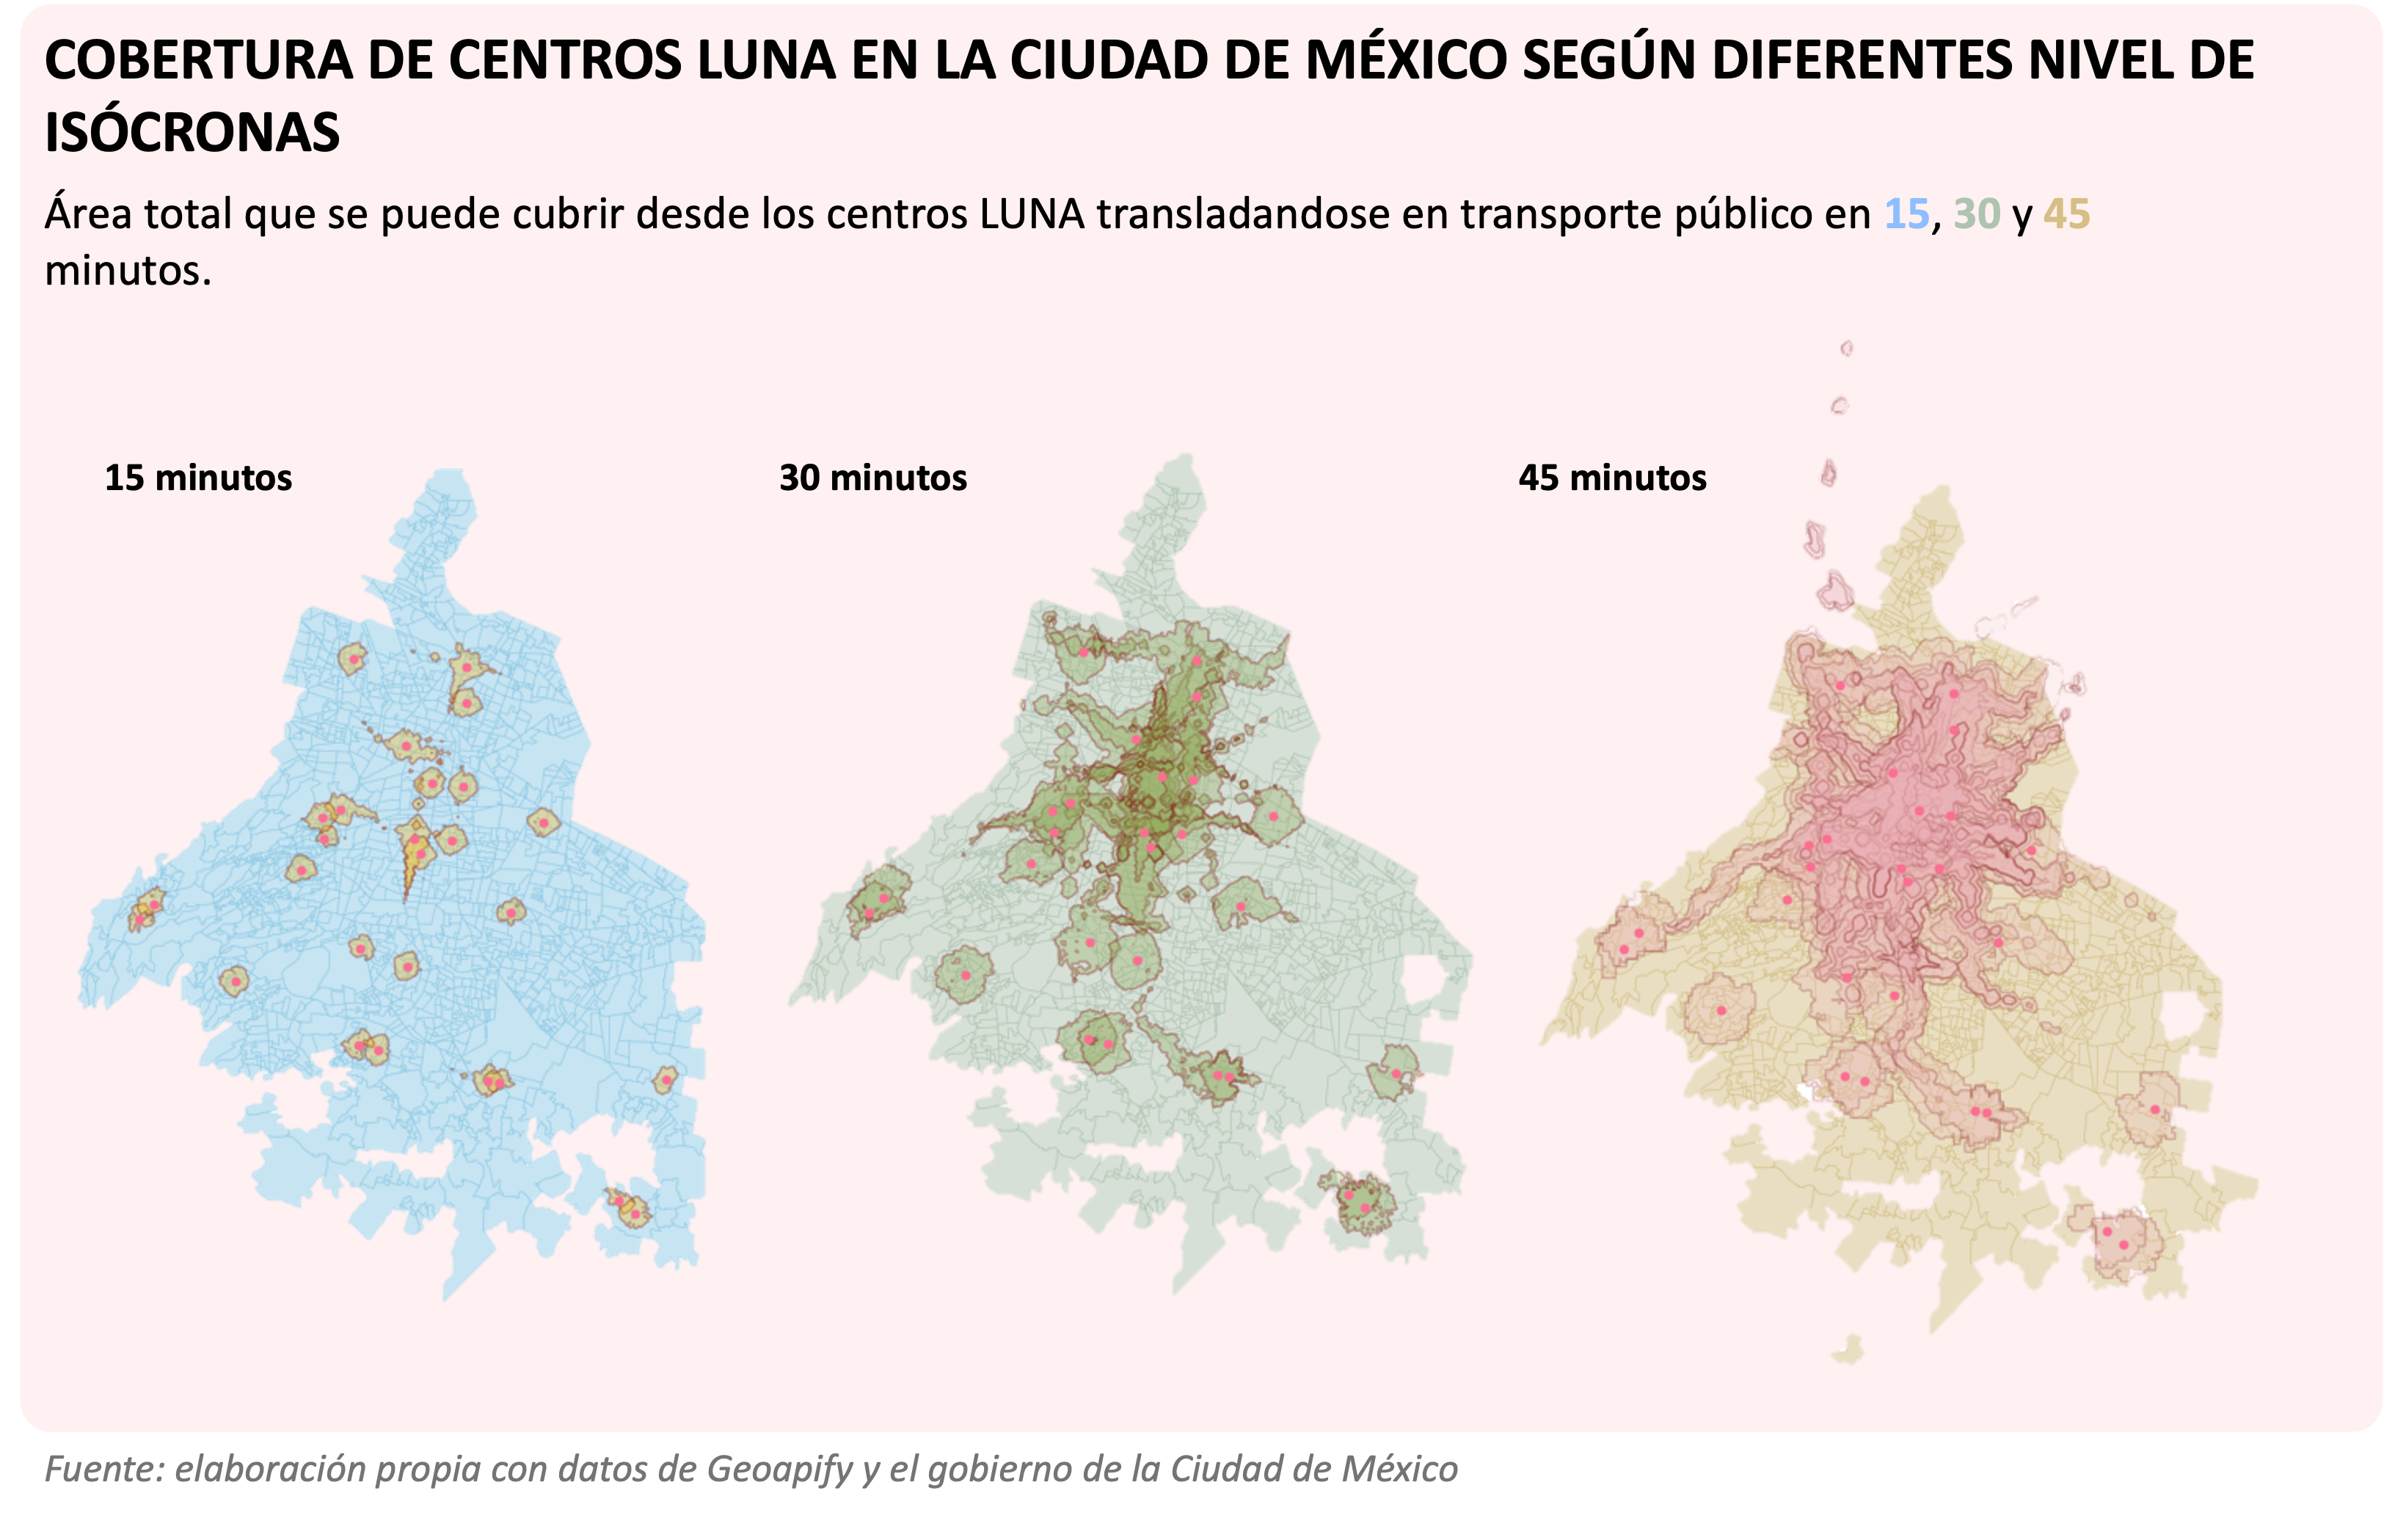 COBERTURA DE CENTROS LUNA EN LA CIUDAD DE MÉXICO SEGÚN DIFERENTES NIVEL DE
ISÓCRONAS
Área total que se puede cubrir desde los centros LUNA transladandose en transporte público en 15, 30 y 45
minutos.
15 minutos
30 minutos
45 minutos
Fuente: elaboración propia con datos de Geoapify y el gobierno de la Ciudad de México